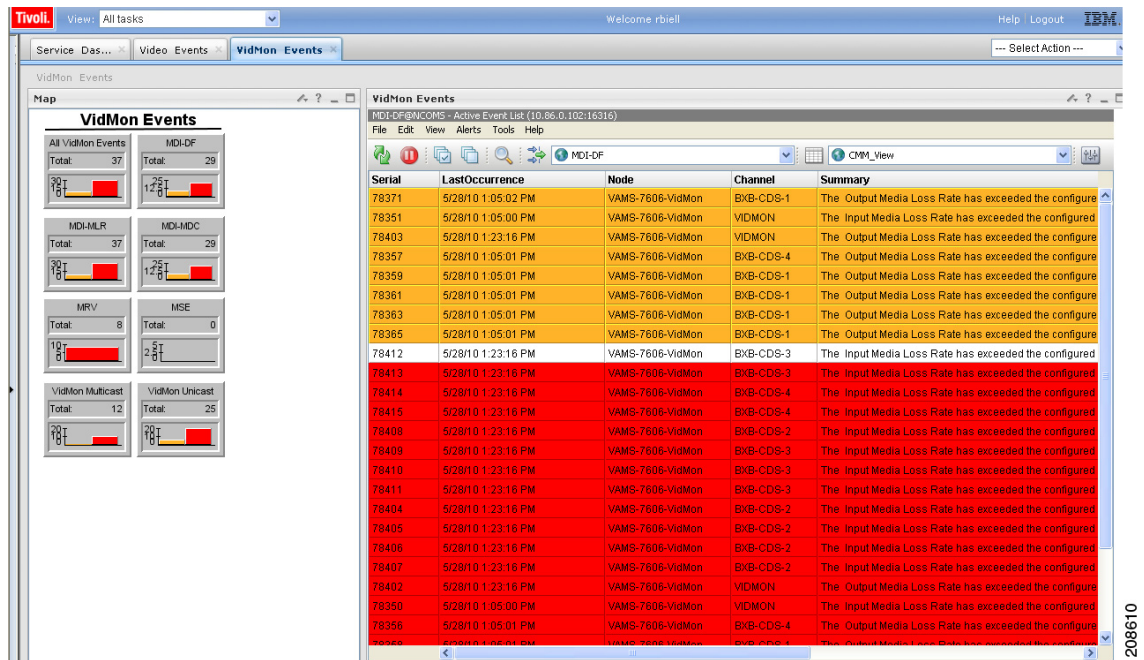 Tivoli. View: All tasks Welcome rbiell Help Logout IBM.
Service Das... Video Events VidMon Events --- Select Action ---
VidMon Events
Map
VidMon Events
All VidMon Events MDI-DF
Total: 37 Total: 29
MDI-MLR MDI-MDC
Total: 37 Total: 29
MRV MSE
Total: 8 Total: 0
VidMon Multicast VidMon Unicast
Total: 12 Total: 25
VidMon Events
MDI-DF@NCOMS - Active Event List (10.86.0.102:16316)
File Edit View Alerts Tools Help
MDI-DF CMM_View
Serial LastOccurrence Node Channel Summary
78371 5/28/10 1:05:02 PM VAMS-7606-VidMon BXB-CDS-1 The Output Media Loss Rate has exceeded the configure
78351 5/28/10 1:05:00 PM VAMS-7606-VidMon VIDMON The Input Media Loss Rate has exceeded the configured
78403 5/28/10 1:23:16 PM VAMS-7606-VidMon VIDMON The Output Media Loss Rate has exceeded the configure
78357 5/28/10 1:05:01 PM VAMS-7606-VidMon BXB-CDS-4 The Output Media Loss Rate has exceeded the configure
78359 5/28/10 1:05:01 PM VAMS-7606-VidMon BXB-CDS-1 The Output Media Loss Rate has exceeded the configure
78361 5/28/10 1:05:01 PM VAMS-7606-VidMon BXB-CDS-1 The Output Media Loss Rate has exceeded the configure
78363 5/28/10 1:05:01 PM VAMS-7606-VidMon BXB-CDS-1 The Output Media Loss Rate has exceeded the configure
78365 5/28/10 1:05:01 PM VAMS-7606-VidMon BXB-CDS-1 The Output Media Loss Rate has exceeded the configure
78412 5/28/10 1:23:16 PM VAMS-7606-VidMon BXB-CDS-3 The Input Media Loss Rate has exceeded the configured
78413 5/28/10 1:23:16 PM VAMS-7606-VidMon BXB-CDS-3 The Input Media Loss Rate has exceeded the configured
78414 5/28/10 1:23:16 PM VAMS-7606-VidMon BXB-CDS-4 The Input Media Loss Rate has exceeded the configured
78415 5/28/10 1:23:16 PM VAMS-7606-VidMon BXB-CDS-4 The Input Media Loss Rate has exceeded the configured
78408 5/28/10 1:23:16 PM VAMS-7606-VidMon BXB-CDS-2 The Input Media Loss Rate has exceeded the configured
78409 5/28/10 1:23:16 PM VAMS-7606-VidMon BXB-CDS-3 The Input Media Loss Rate has exceeded the configured
78410 5/28/10 1:23:16 PM VAMS-7606-VidMon BXB-CDS-3 The Input Media Loss Rate has exceeded the configured
78411 5/28/10 1:23:16 PM VAMS-7606-VidMon BXB-CDS-3 The Input Media Loss Rate has exceeded the configured
78404 5/28/10 1:23:16 PM VAMS-7606-VidMon BXB-CDS-2 The Input Media Loss Rate has exceeded the configured
78405 5/28/10 1:23:16 PM VAMS-7606-VidMon BXB-CDS-2 The Input Media Loss Rate has exceeded the configured
78406 5/28/10 1:23:16 PM VAMS-7606-VidMon BXB-CDS-2 The Input Media Loss Rate has exceeded the configured
78407 5/28/10 1:23:16 PM VAMS-7606-VidMon BXB-CDS-2 The Input Media Loss Rate has exceeded the configured
78402 5/28/10 1:23:16 PM VAMS-7606-VidMon VIDMON The Output Media Loss Rate has exceeded the configure
78350 5/28/10 1:05:00 PM VAMS-7606-VidMon VIDMON The Input Media Loss Rate has exceeded the configured
78356 5/28/10 1:05:01 PM VAMS-7606-VidMon BXB-CDS-4 The Output Media Loss Rate has exceeded the configure
208610